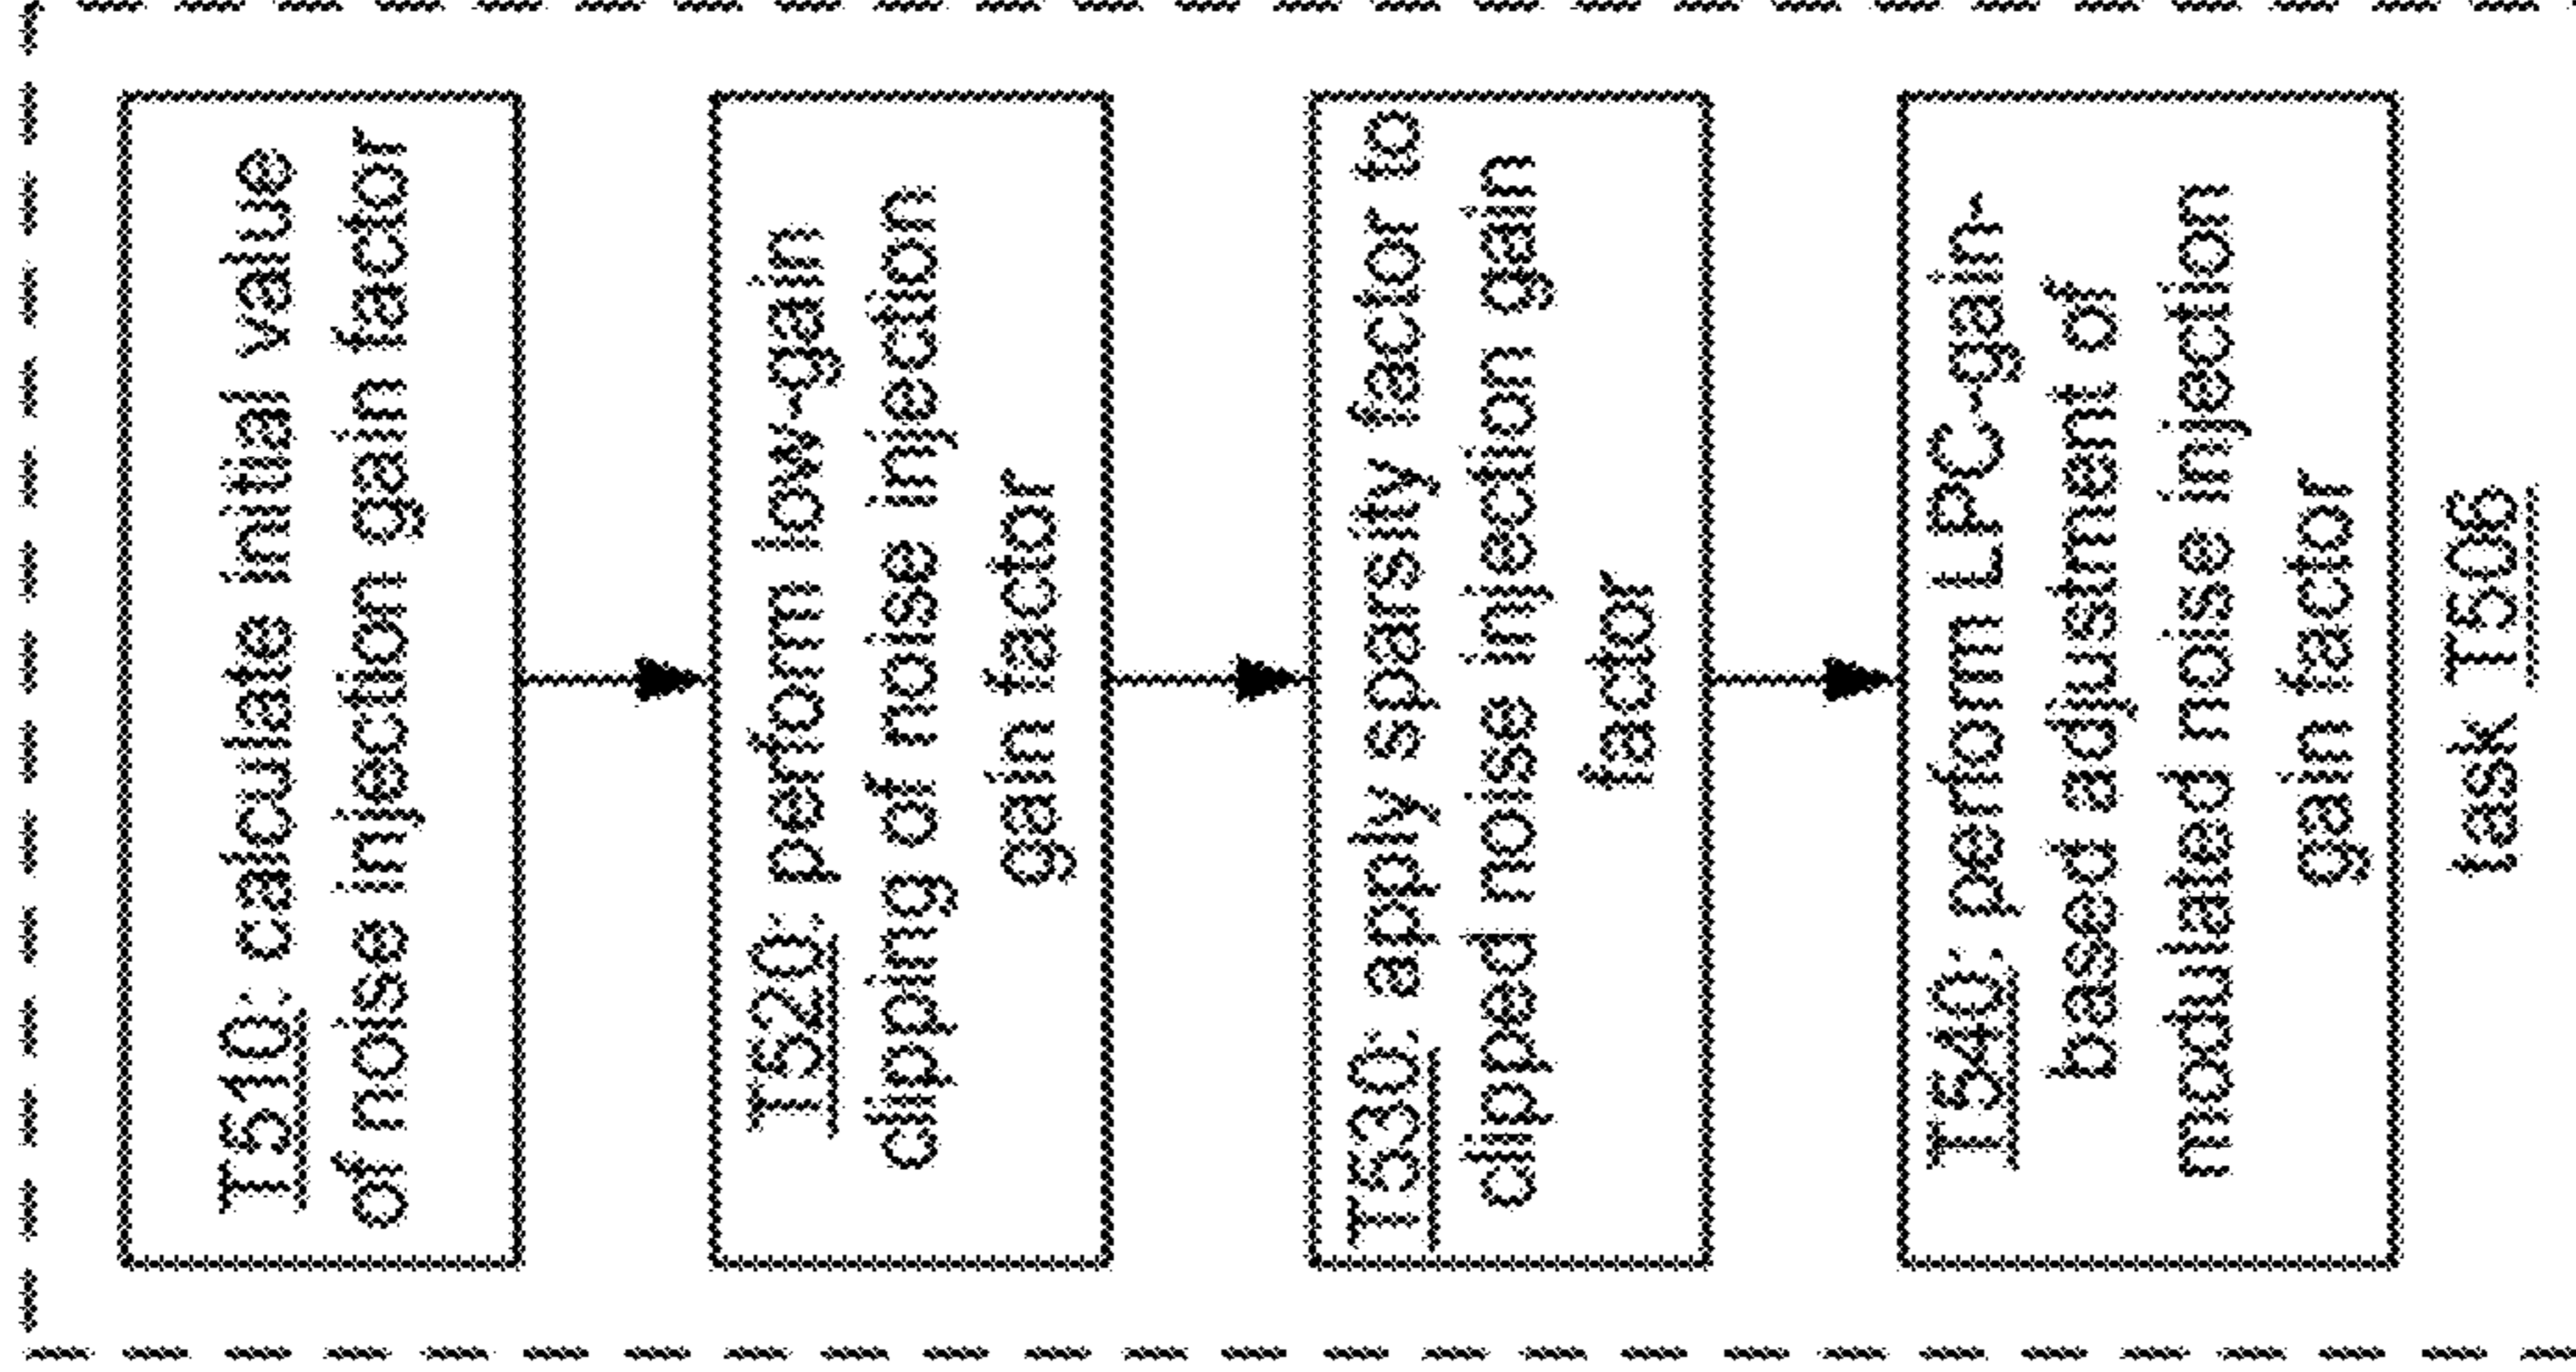 T510: calculate initial value
of noise injection gain factor
T520: perform low-gain
clipping of noise injection
gain factor
T530: apply sparsity factor to
clipped noise injection gain
factor
T540: perform LPC-gain-
based adjustment of
modulated noise injection
gain factor
task T506